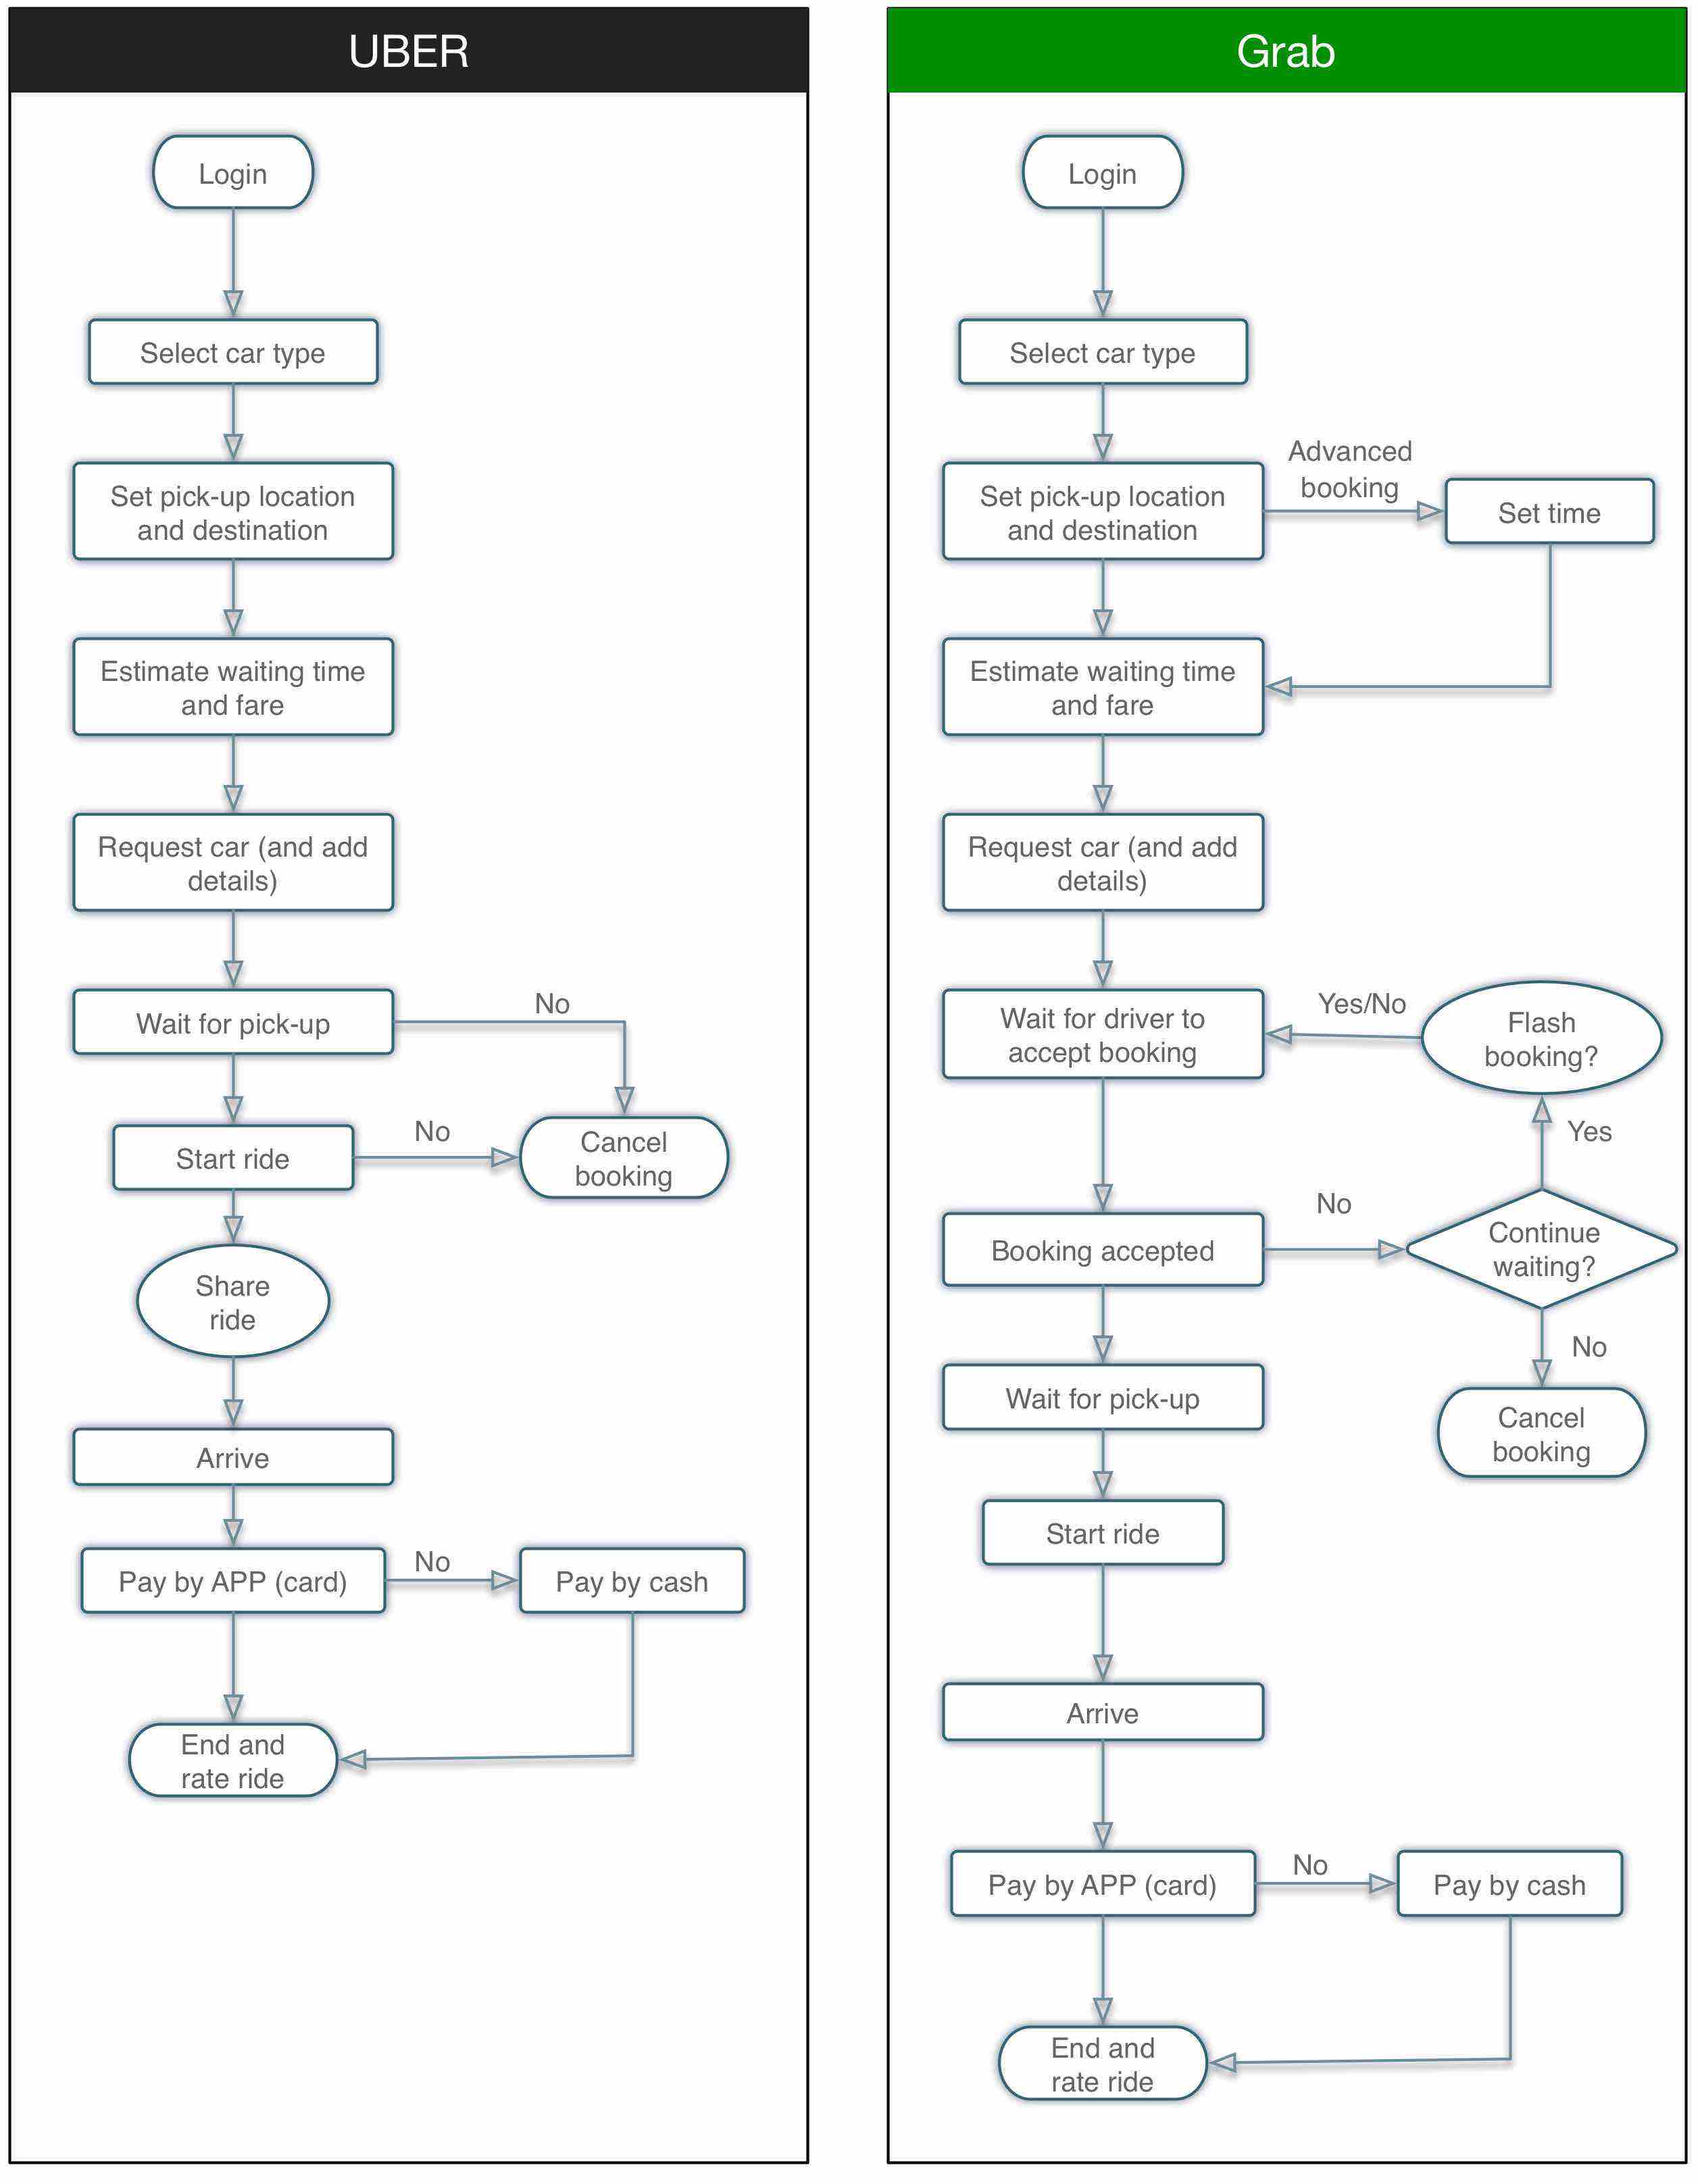 UBER
Login
Select car type
Set pick-up location
and destination
Estimate waiting time
and fare
Request car (and add
details)
Wait for pick-up
No
Start ride
No
Cancel
booking
Share
ride
Arrive
Pay by APP (card)
No
Pay by cash
End and
rate ride
Grab
Login
Select car type
Set pick-up location
and destination
Advanced
booking
Set time
Estimate waiting time
and fare
Request car (and add
details)
Wait for driver to
accept booking
Yes/No
Flash
booking?
Yes
Booking accepted
No
Continue
waiting?
No
Cancel
booking
Wait for pick-up
Start ride
Arrive
Pay by APP (card)
No
Pay by cash
End and
rate ride